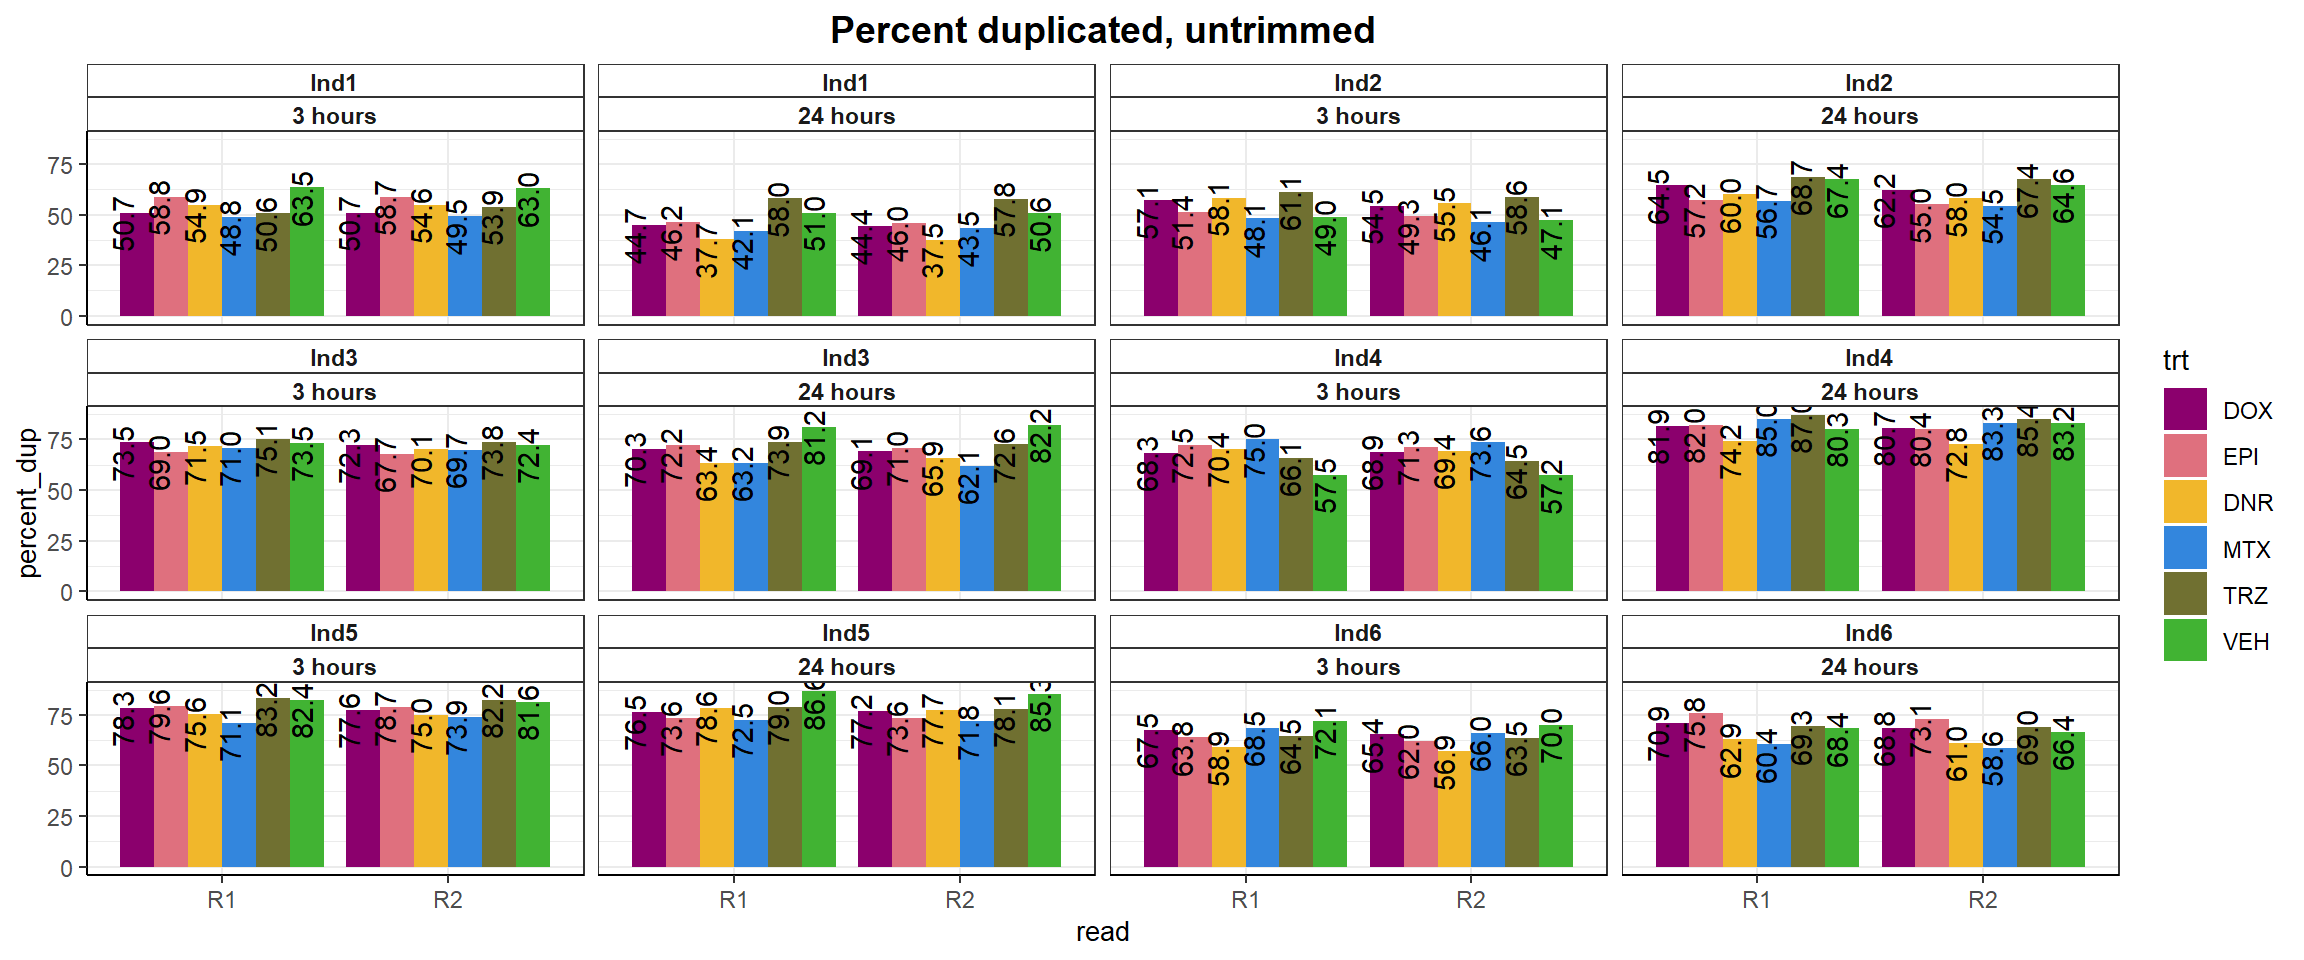 Percent duplicated, untrimmed
Ind1 Ind1 Ind2 Ind2
3 hours 24 hours 3 hours 24 hours
75
50
25
0
50.7 58.8 54.9 48.8 50.6 63.5 50.7 58.7 54.6 49.5 53.9 63.0
44.7 46.2 37.7 42.1 58.0 51.0 44.4 46.0 37.5 43.5 57.8 50.6
57.1 51.4 58.1 48.1 61.1 49.0 54.5 49.3 55.5 46.1 58.6 47.1
64.5 57.2 60.0 56.7 68.7 67.4 62.2 55.0 58.0 54.5 67.4 64.6
Ind3 Ind3 Ind4 Ind4
3 hours 24 hours 3 hours 24 hours
75
50
25
0
73.5 69.0 71.5 71.0 75.1 73.5 72.3 67.7 70.1 69.7 73.8 72.4
70.3 72.2 63.4 63.2 73.9 81.2 69.1 71.0 65.9 62.1 72.6 82.2
68.3 72.5 70.4 75.0 66.1 57.5 68.9 71.3 69.4 73.6 64.5 57.2
81.9 82.0 74.2 85.0 87.0 80.3 80.7 80.4 72.8 83.3 85.4 83.2
Ind5 Ind5 Ind6 Ind6
3 hours 24 hours 3 hours 24 hours
75
50
25
0
78.3 79.6 75.6 71.1 83.2 82.4 77.6 78.7 75.0 73.9 82.2 81.6
76.5 73.6 78.6 72.5 79.0 86.6 77.2 73.6 77.7 71.8 78.1 85.3
67.5 63.8 58.9 68.5 64.5 72.1 65.4 62.0 56.9 66.0 63.5 70.0
70.9 75.8 62.9 60.4 69.3 68.4 68.8 73.1 61.0 58.6 69.0 66.4
R1 R2 R1 R2 R1 R2 R1 R2
read
percent_dup
trt
DOX
EPI
DNR
MTX
TRZ
VEH